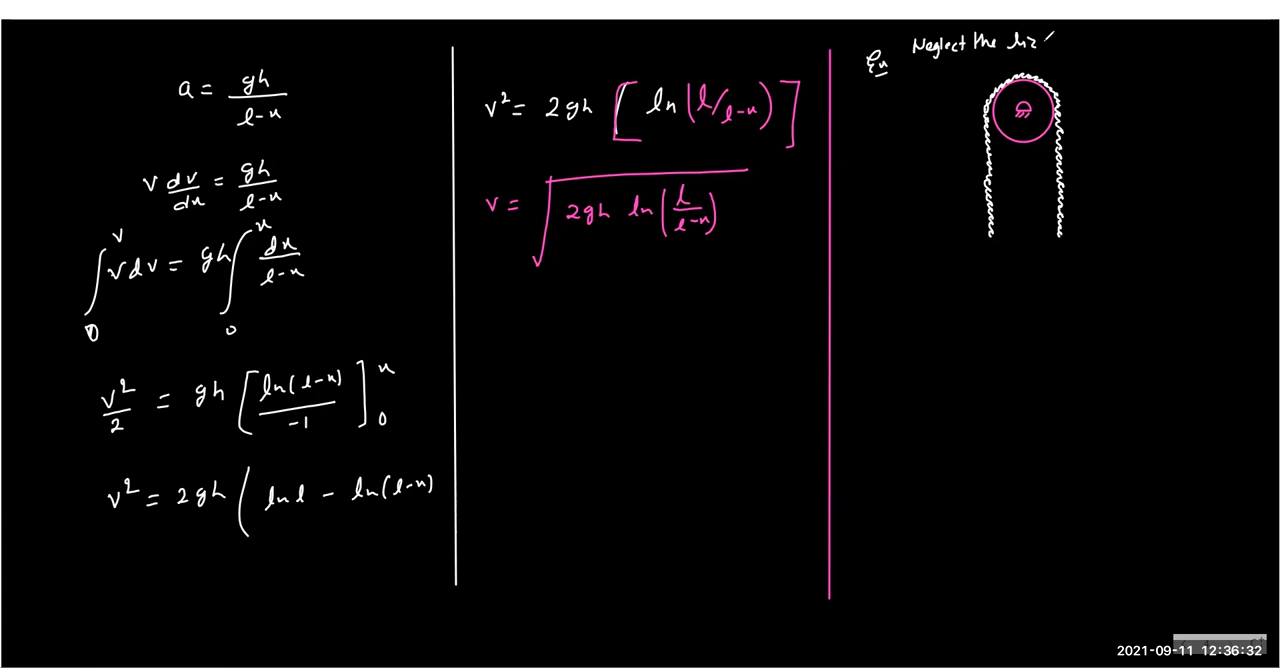 a = gh / l-x
v dv/dx = gh / l-x
∫₀^v v dv = gh ∫₀^x dx / l-x
v²/2 = gh [ln(l-x) / -1]₀^x
v² = 2gh ( ln l - ln(l-x)
v² = 2gh [ ln (l/l-x) ]
v = √ 2gh ln (l / l-x)
Ex Neglect the
2021-09-11 12:36:32